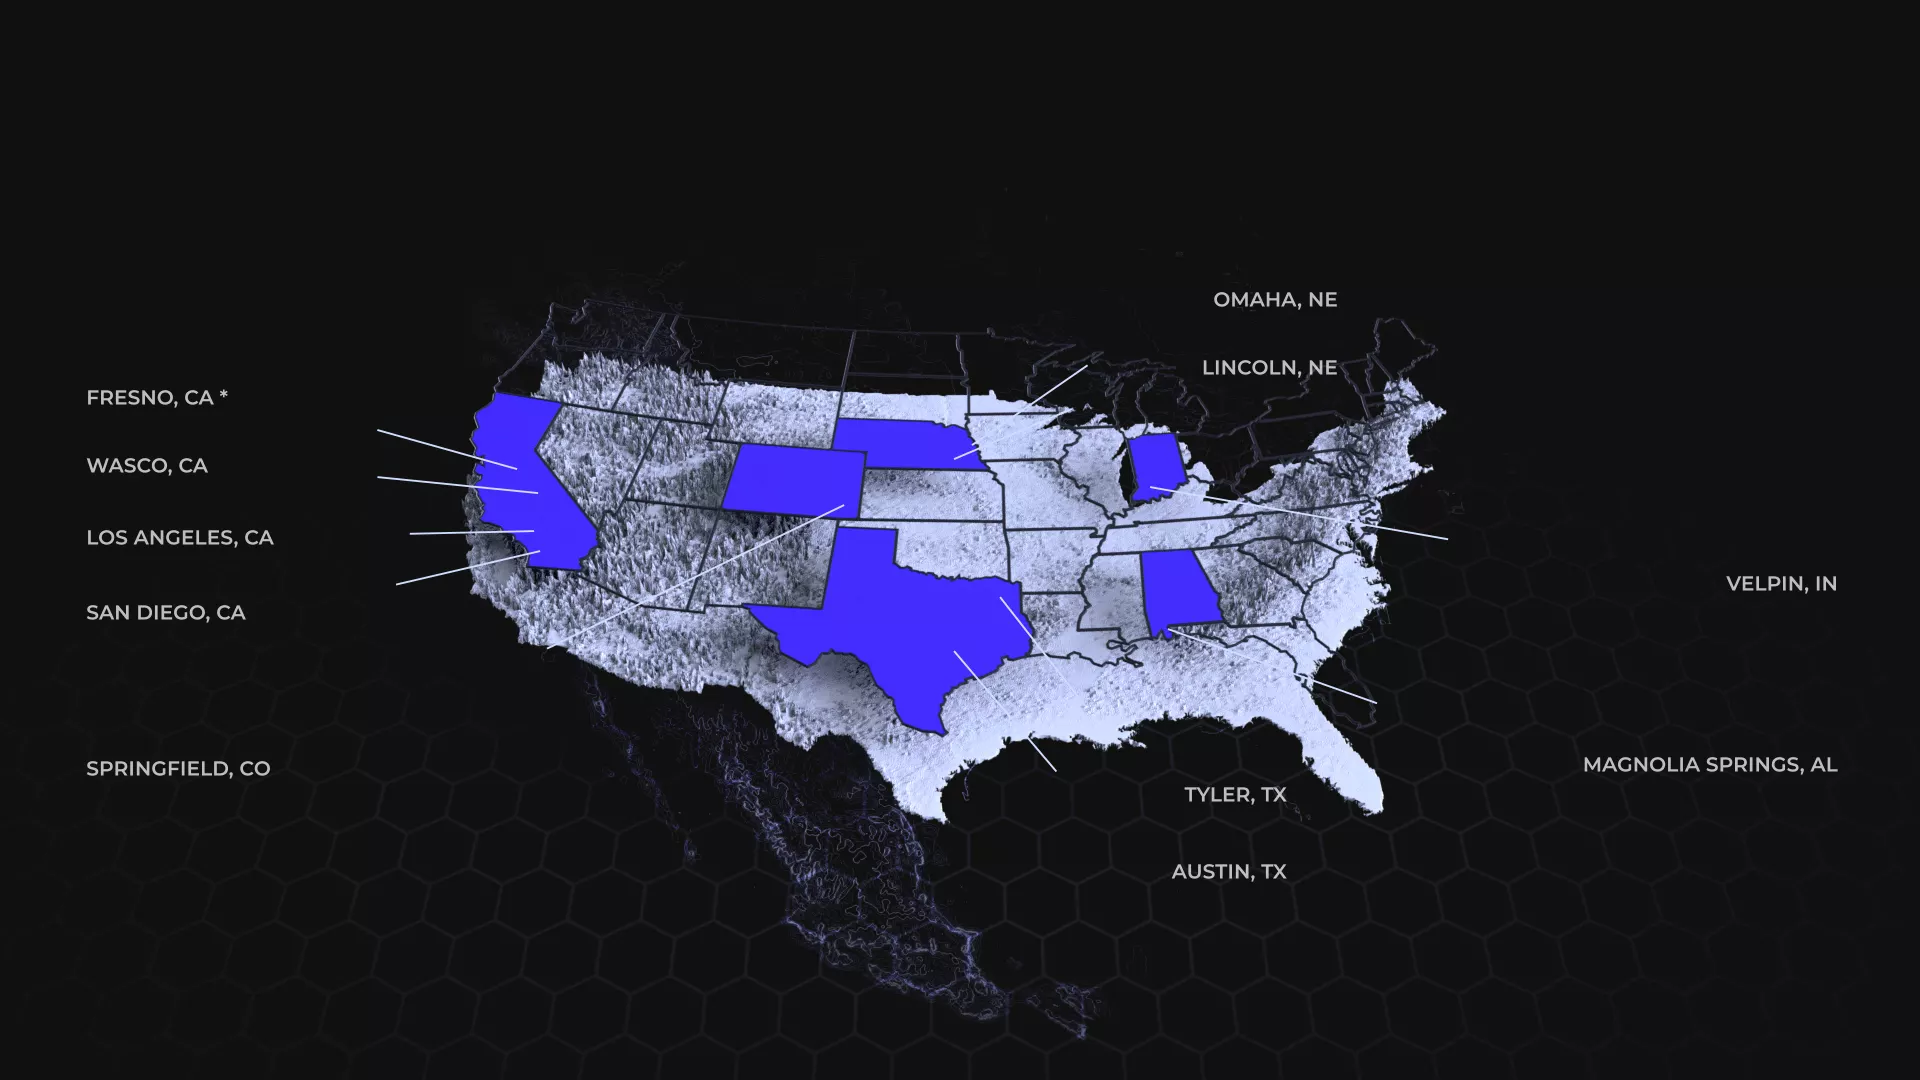 OMAHA, NE
LINCOLN, NE
FRESNO, CA *
WASCO, CA
LOS ANGELES, CA
SAN DIEGO, CA
SPRINGFIELD, CO
VELPIN, IN
MAGNOLIA SPRINGS, AL
TYLER, TX
AUSTIN, TX